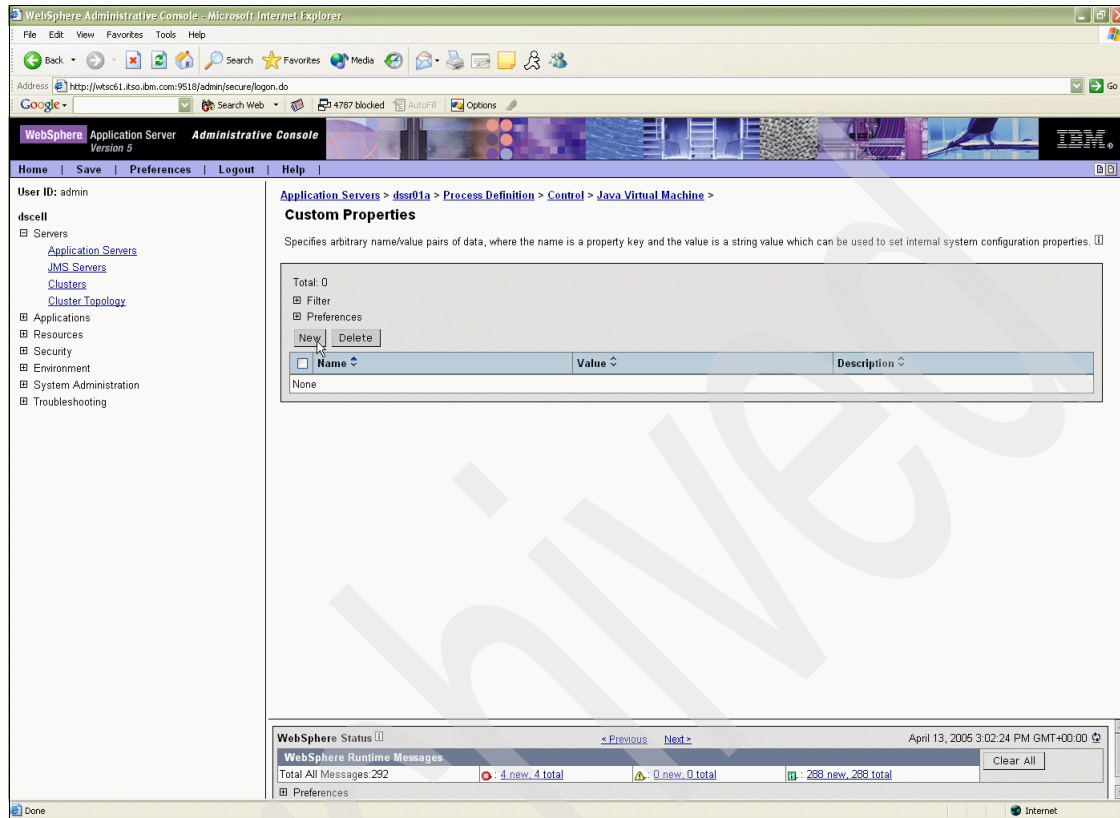 WebSphere Administrative Console - Microsoft Internet Explorer
File Edit View Favorites Tools Help
Back Search Favorites Media
Address http://wtsc61.itso.ibm.com:9518/admin/secure/logon.do Go
Google Search Web 4787 blocked AutoFill Options
WebSphere Application Server Administrative Console
Version 5
IBM
Home | Save | Preferences | Logout | Help |
User ID: admin
dscell
Servers
Application Servers
JMS Servers
Clusters
Cluster Topology
Applications
Resources
Security
Environment
System Administration
Troubleshooting
Application Servers > dssr01a > Process Definition > Control > Java Virtual Machine >
Custom Properties
Specifies arbitrary name/value pairs of data, where the name is a property key and the value is a string value which can be used to set internal system configuration properties.
Total: 0
Filter
Preferences
New Delete
Name Value Description
None
WebSphere Status < Previous Next > April 13, 2005 3:02:24 PM GMT+00:00
WebSphere Runtime Messages Clear All
Total All Messages:292 : 4 new, 4 total : 0 new, 0 total : 288 new, 288 total
Preferences
Done Internet
Archived